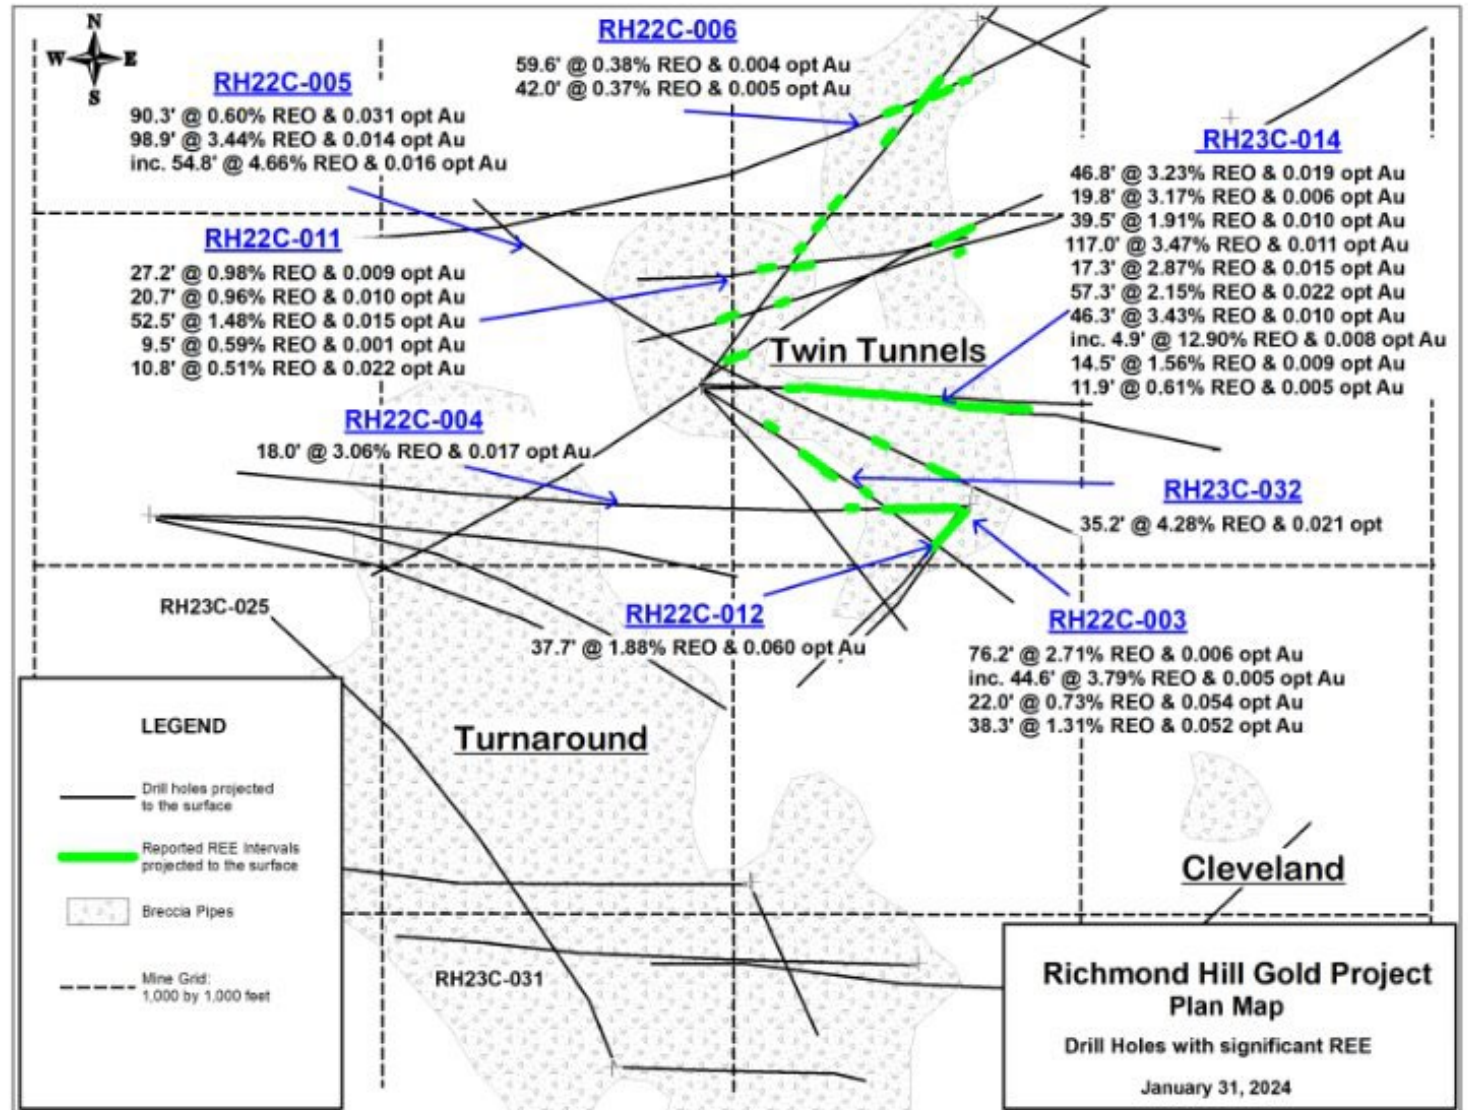 N
W E
S
RH22C-006
59.6' @ 0.38% REO & 0.004 opt Au
42.0' @ 0.37% REO & 0.005 opt Au
RH22C-005
90.3' @ 0.60% REO & 0.031 opt Au
98.9' @ 3.44% REO & 0.014 opt Au
inc. 54.8' @ 4.66% REO & 0.016 opt Au
RH23C-014
46.8' @ 3.23% REO & 0.019 opt Au
19.8' @ 3.17% REO & 0.006 opt Au
39.5' @ 1.91% REO & 0.010 opt Au
117.0' @ 3.47% REO & 0.011 opt Au
17.3' @ 2.87% REO & 0.015 opt Au
57.3' @ 2.15% REO & 0.022 opt Au
46.3' @ 3.43% REO & 0.010 opt Au
inc. 4.9' @ 12.90% REO & 0.008 opt Au
14.5' @ 1.56% REO & 0.009 opt Au
11.9' @ 0.61% REO & 0.005 opt Au
RH22C-011
27.2' @ 0.98% REO & 0.009 opt Au
20.7' @ 0.96% REO & 0.010 opt Au
52.5' @ 1.48% REO & 0.015 opt Au
9.5' @ 0.59% REO & 0.001 opt Au
10.8' @ 0.51% REO & 0.022 opt Au
Twin Tunnels
RH22C-004
18.0' @ 3.06% REO & 0.017 opt Au
RH23C-032
35.2' @ 4.28% REO & 0.021 opt
RH23C-025
RH22C-012
37.7' @ 1.88% REO & 0.060 opt Au
RH22C-003
76.2' @ 2.71% REO & 0.006 opt Au
inc. 44.6' @ 3.79% REO & 0.005 opt Au
22.0' @ 0.73% REO & 0.054 opt Au
38.3' @ 1.31% REO & 0.052 opt Au
Turnaround
Cleveland
RH23C-031
LEGEND
Drill holes projected
to the surface
Reported REE Intervals
projected to the surface
Breccia Pipes
Mine Grid:
1,000 by 1,000 feet
Richmond Hill Gold Project
Plan Map
Drill Holes with significant REE
January 31, 2024